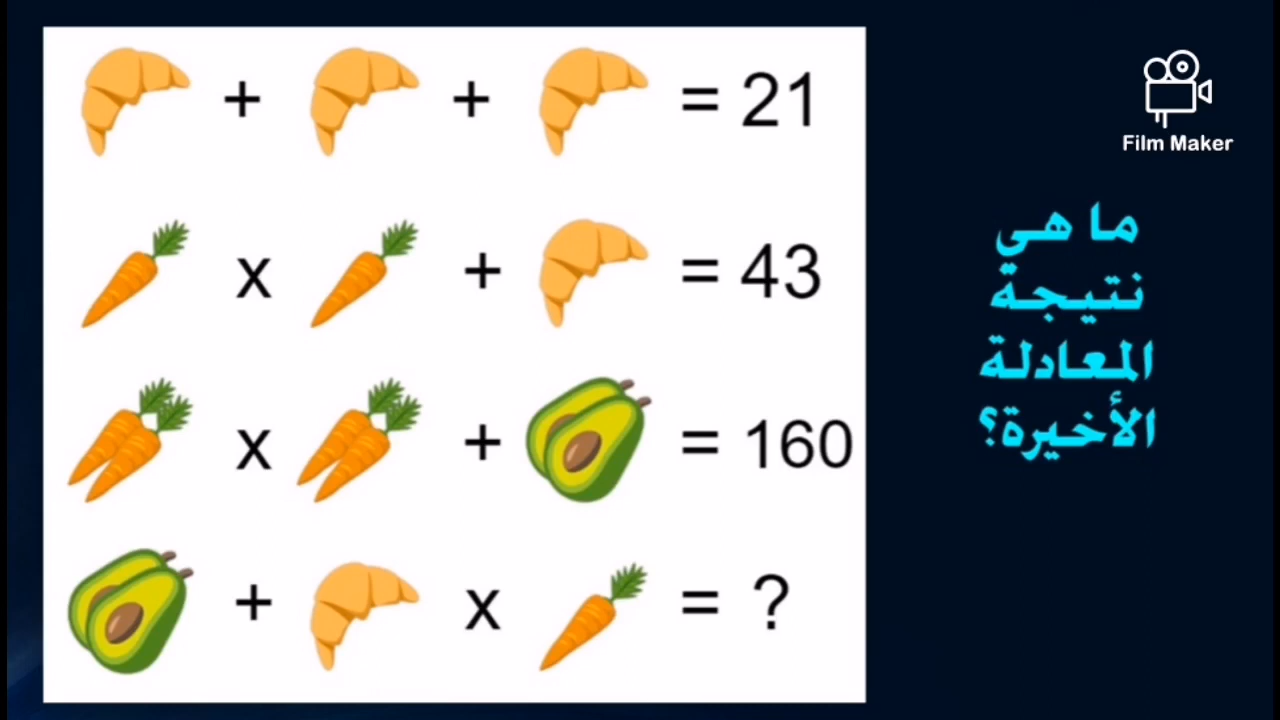 + + = 21
x + = 43
x + = 160
+ x = ?
Film Maker
ما هي
نتيجة
المعادلة
الأخيرة؟